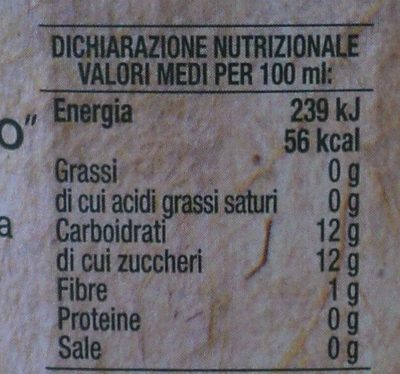 DICHIARAZIONE NUTRIZIONALE
VALORI MEDI PER 100 ml:
Energia 239 kJ
56 kcal
Grassi 0 g
di cui acidi grassi saturi 0 g
Carboidrati 12 g
di cui zuccheri 12 g
Fibre 1 g
Proteine 0 g
Sale 0 g
o"
a